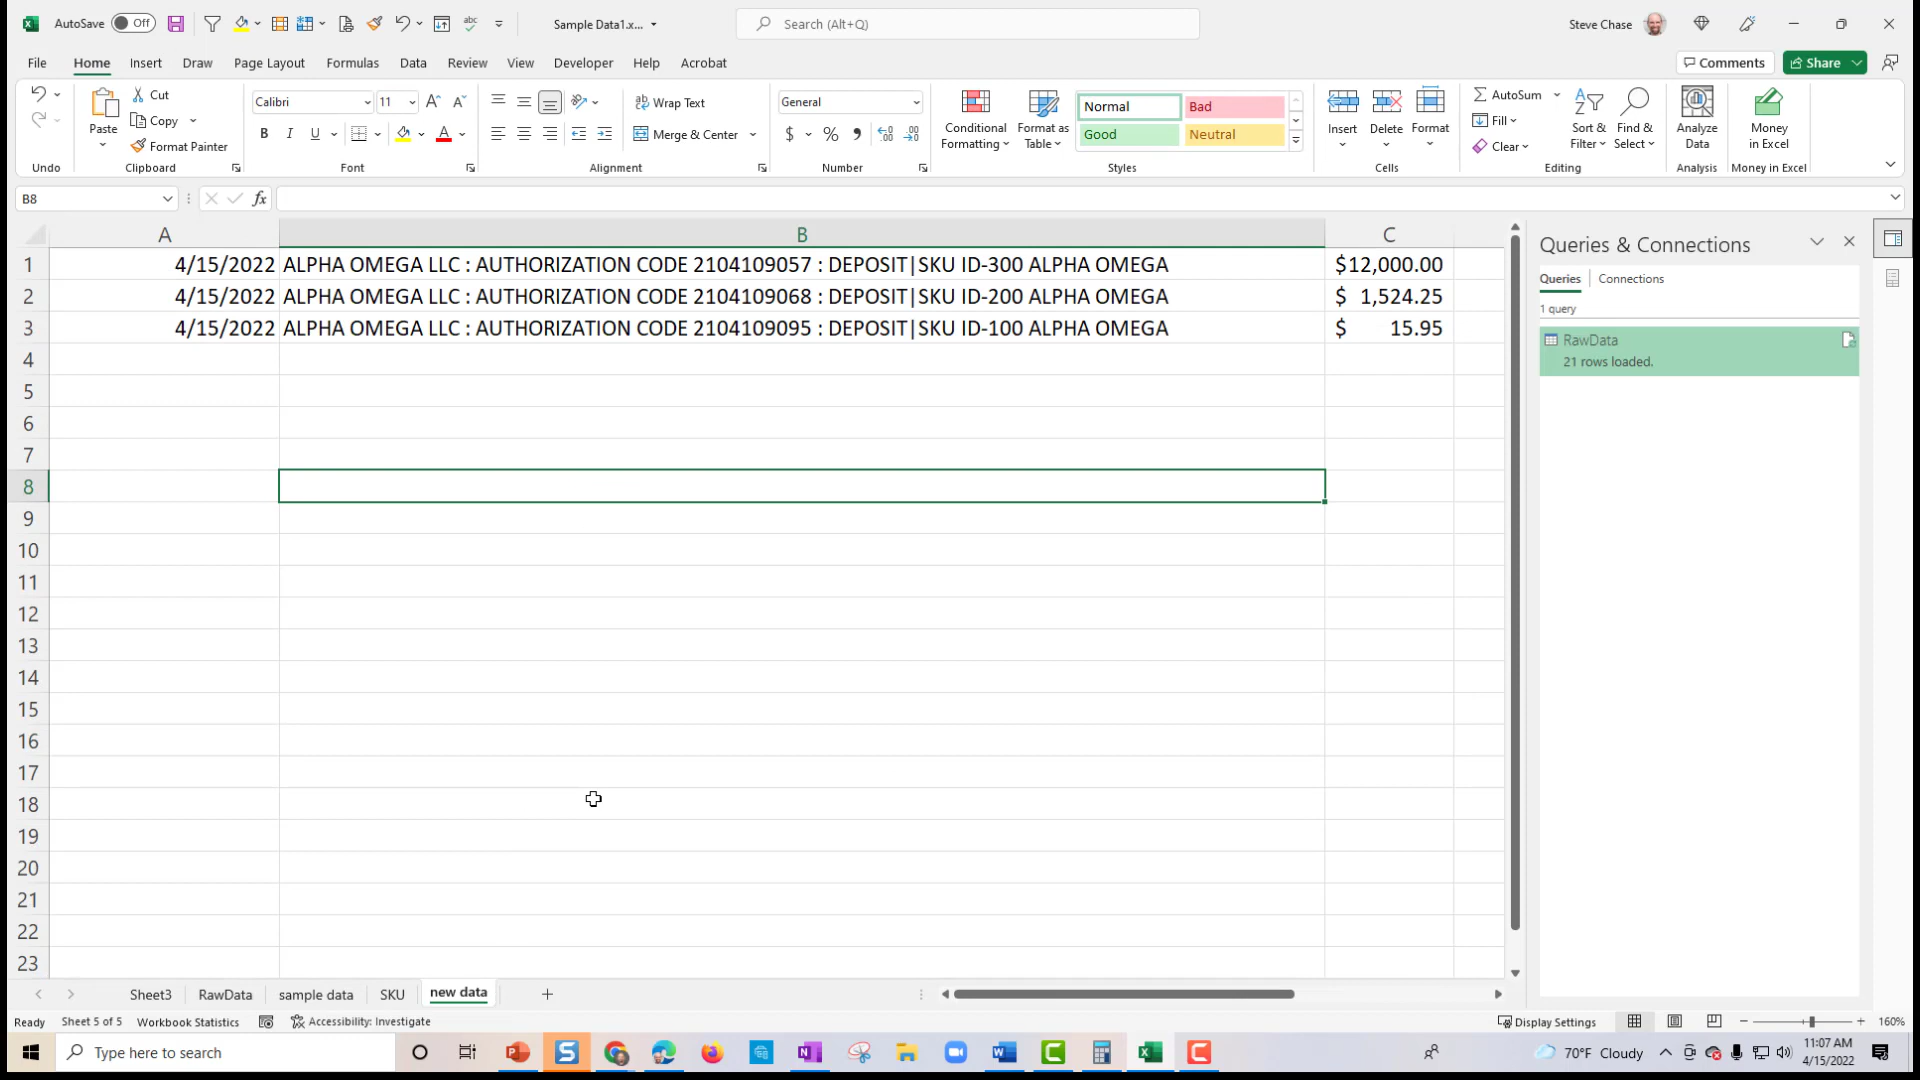 AutoSave Off Sample Data1.x... Search (Alt+Q) Steve Chase
File Home Insert Draw Page Layout Formulas Data Review View Developer Help Acrobat Comments Share
Cut Calibri 11 Wrap Text General Normal Bad AutoSum
Paste Copy Conditional Formatting Format as Table Insert Delete Format Fill Sort & Filter Find & Select Analyze Data Money in Excel
Format Painter B I U A Merge & Center $ % Good Neutral Clear
Undo Clipboard Font Alignment Number Styles Cells Editing Analysis Money in Excel
B8 fx
A B C
1 4/15/2022 ALPHA OMEGA LLC : AUTHORIZATION CODE 2104109057 : DEPOSIT|SKU ID-300 ALPHA OMEGA $12,000.00
2 4/15/2022 ALPHA OMEGA LLC : AUTHORIZATION CODE 2104109068 : DEPOSIT|SKU ID-200 ALPHA OMEGA $ 1,524.25
3 4/15/2022 ALPHA OMEGA LLC : AUTHORIZATION CODE 2104109095 : DEPOSIT|SKU ID-100 ALPHA OMEGA $ 15.95
4
5
6
7
8
9
10
11
12
13
14
15
16
17
18
19
20
21
22
23
Queries & Connections
Queries Connections
1 query
RawData
21 rows loaded.
Sheet3 RawData sample data SKU new data
Ready Sheet 5 of 5 Workbook Statistics Accessibility: Investigate Display Settings 160%
Type here to search 70°F Cloudy 11:07 AM
4/15/2022